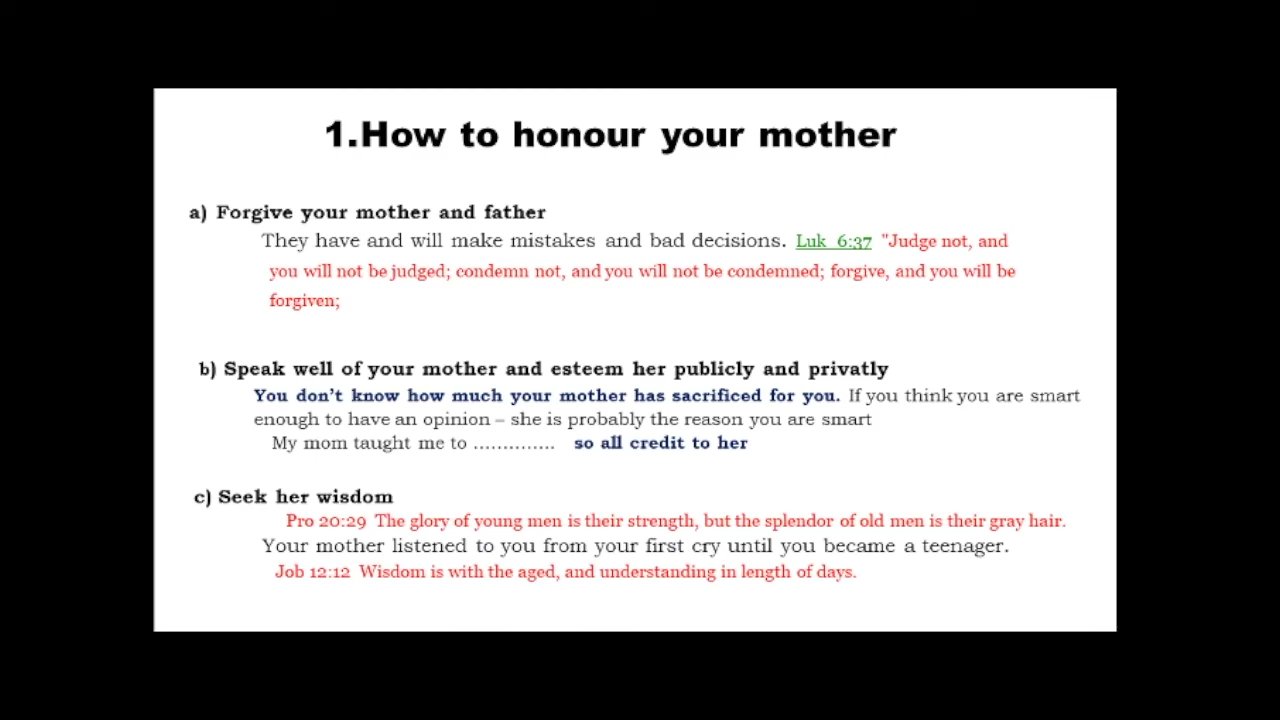 1.How to honour your mother
a) Forgive your mother and father
They have and will make mistakes and bad decisions. Luk 6:37 "Judge not, and
you will not be judged; condemn not, and you will not be condemned; forgive, and you will be
forgiven;
b) Speak well of your mother and esteem her publicly and privatly
You don’t know how much your mother has sacrificed for you. If you think you are smart
enough to have an opinion – she is probably the reason you are smart
My mom taught me to .............. so all credit to her
c) Seek her wisdom
Pro 20:29 The glory of young men is their strength, but the splendor of old men is their gray hair.
Your mother listened to you from your first cry until you became a teenager.
Job 12:12 Wisdom is with the aged, and understanding in length of days.